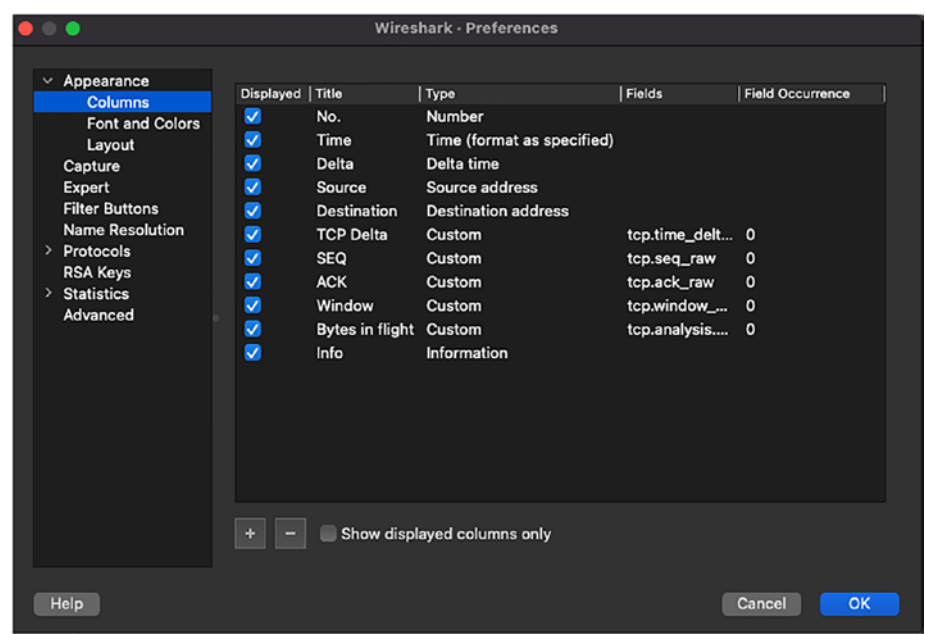 Wireshark · Preferences
Appearance
Columns
Font and Colors
Layout
Capture
Expert
Filter Buttons
Name Resolution
Protocols
RSA Keys
Statistics
Advanced
Displayed Title Type Fields Field Occurrence
No. Number
Time Time (format as specified)
Delta Delta time
Source Source address
Destination Destination address
TCP Delta Custom tcp.time_delt... 0
SEQ Custom tcp.seq_raw 0
ACK Custom tcp.ack_raw 0
Window Custom tcp.window_... 0
Bytes in flight Custom tcp.analysis.... 0
Info Information
+ − Show displayed columns only
Help Cancel OK